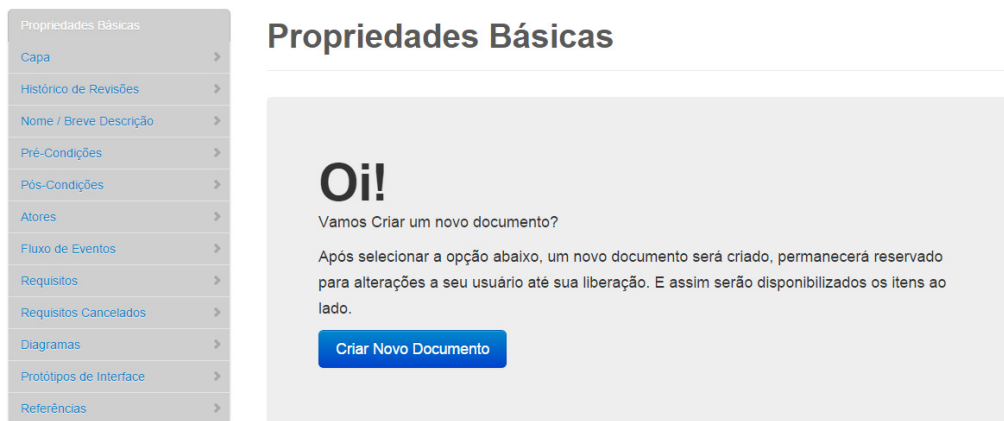 Propriedades Básicas
Capa
Histórico de Revisões
Nome / Breve Descrição
Pré-Condições
Pós-Condições
Atores
Fluxo de Eventos
Requisitos
Requisitos Cancelados
Diagramas
Protótipos de Interface
Referências
Propriedades Básicas
Oi!
Vamos Criar um novo documento?
Após selecionar a opção abaixo, um novo documento será criado, permanecerá reservado
para alterações a seu usuário até sua liberação. E assim serão disponibilizados os itens ao
lado.
Criar Novo Documento